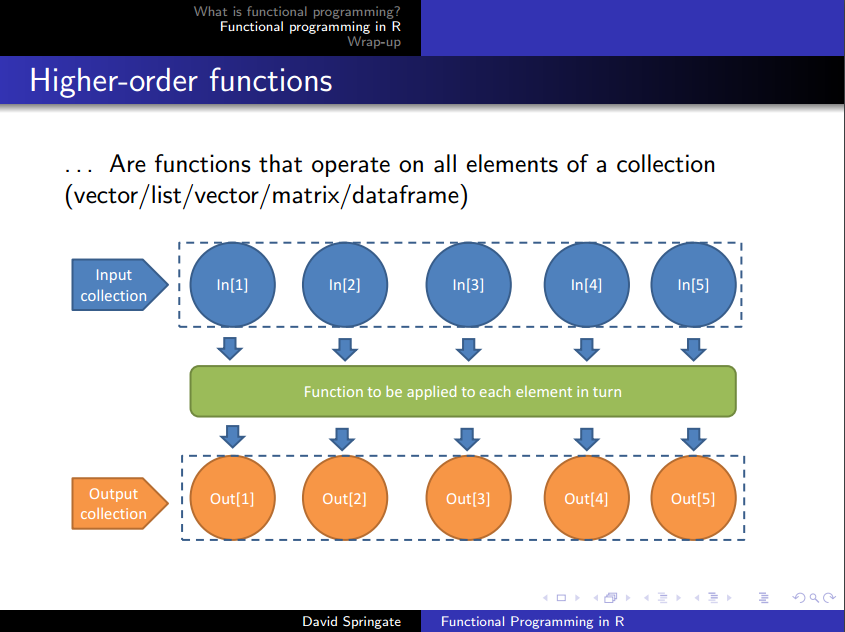 What is functional programming?
Functional programming in R
Wrap-up
Higher-order functions
... Are functions that operate on all elements of a collection
(vector/list/vector/matrix/dataframe)
Input
collection
In[1] In[2] In[3] In[4] In[5]
Function to be applied to each element in turn
Output
collection
Out[1] Out[2] Out[3] Out[4] Out[5]
David Springate Functional Programming in R